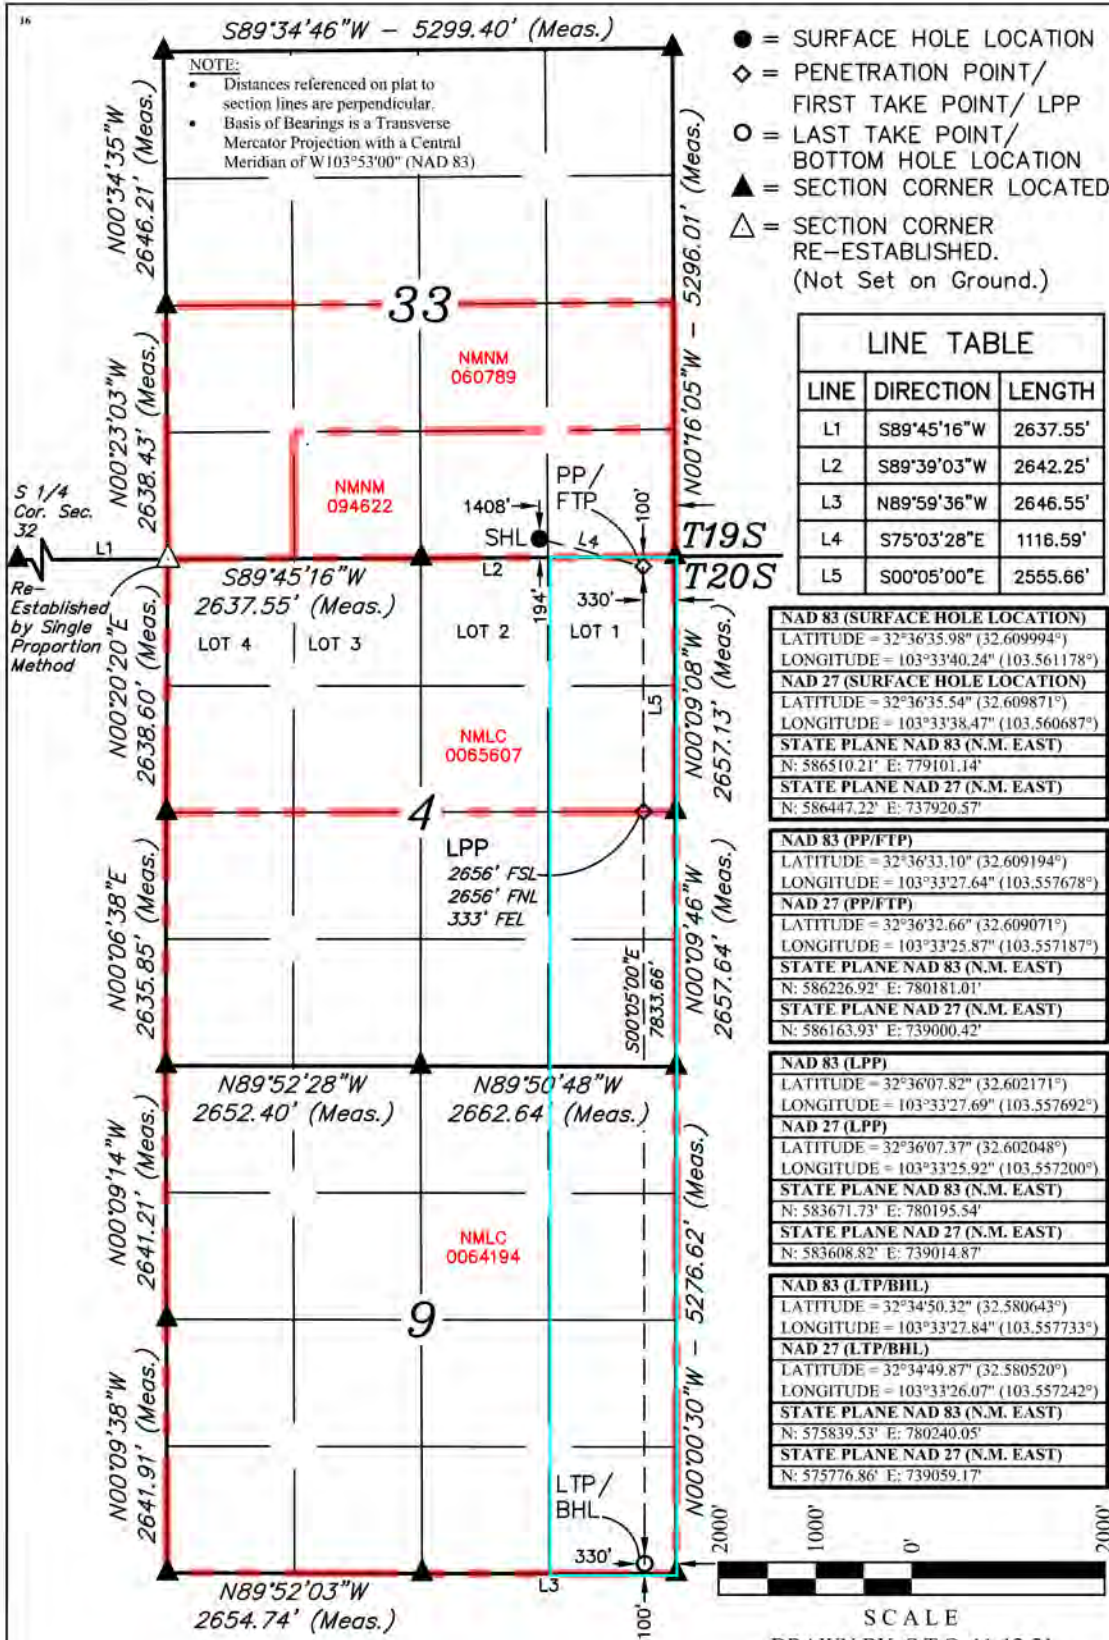 36
S89°34'46"W – 5299.40' (Meas.)
NOTE:
• Distances referenced on plat to
section lines are perpendicular.
• Basis of Bearings is a Transverse
Mercator Projection with a Central
Meridian of W103°53'00" (NAD 83)
N00°34'35"W
2646.21' (Meas.)
N00°23'03"W
2638.43' (Meas.)
N00°16'05"W – 5296.01' (Meas.)
33
NMNM
060789
NMNM
094622
S 1/4
Cor. Sec.
32
L1
Re-
Established
by Single
Proportion
Method
1408'
SHL
L4
PP/
FTP
100'
T19S
T20S
S89°45'16"W
2637.55' (Meas.)
L2
194'
330'
LOT 4
LOT 3
LOT 2
LOT 1
N00°20'20"E
2638.60' (Meas.)
N00°09'08"W
2657.13' (Meas.)
L5
NMLC
0065607
4
LPP
2656' FSL
2656' FNL
333' FEL
N00°06'38"E
2635.85' (Meas.)
S00°05'00"E
7833.66'
N00°09'46"W
2657.64' (Meas.)
N89°52'28"W
2652.40' (Meas.)
N89°50'48"W
2662.64' (Meas.)
N00°09'14"W
2641.21' (Meas.)
NMLC
0064194
9
N00°09'38"W
2641.91' (Meas.)
N00°00'30"W – 5276.62' (Meas.)
LTP/
BHL
330'
L3
100'
N89°52'03"W
2654.74' (Meas.)
= SURFACE HOLE LOCATION
= PENETRATION POINT/
FIRST TAKE POINT/ LPP
= LAST TAKE POINT/
BOTTOM HOLE LOCATION
= SECTION CORNER LOCATED
= SECTION CORNER
RE-ESTABLISHED.
(Not Set on Ground.)
LINE TABLE
LINE DIRECTION LENGTH
L1 S89°45'16"W 2637.55'
L2 S89°39'03"W 2642.25'
L3 N89°59'36"W 2646.55'
L4 S75°03'28"E 1116.59'
L5 S00°05'00"E 2555.66'
NAD 83 (SURFACE HOLE LOCATION)
LATITUDE = 32°36'35.98" (32.609994°)
LONGITUDE = 103°33'40.24" (103.561178°)
NAD 27 (SURFACE HOLE LOCATION)
LATITUDE = 32°36'35.54" (32.609871°)
LONGITUDE = 103°33'38.47" (103.560687°)
STATE PLANE NAD 83 (N.M. EAST)
N: 586510.21' E: 779101.14'
STATE PLANE NAD 27 (N.M. EAST)
N: 586447.22' E: 737920.57'
NAD 83 (PP/FTP)
LATITUDE = 32°36'33.10" (32.609194°)
LONGITUDE = 103°33'27.64" (103.557678°)
NAD 27 (PP/FTP)
LATITUDE = 32°36'32.66" (32.609071°)
LONGITUDE = 103°33'25.87" (103.557187°)
STATE PLANE NAD 83 (N.M. EAST)
N: 586226.92' E: 780181.01'
STATE PLANE NAD 27 (N.M. EAST)
N: 586163.93' E: 739000.42'
NAD 83 (LPP)
LATITUDE = 32°36'07.82" (32.602171°)
LONGITUDE = 103°33'27.69" (103.557692°)
NAD 27 (LPP)
LATITUDE = 32°36'07.37" (32.602048°)
LONGITUDE = 103°33'25.92" (103.557200°)
STATE PLANE NAD 83 (N.M. EAST)
N: 583671.73' E: 780195.54'
STATE PLANE NAD 27 (N.M. EAST)
N: 583608.82' E: 739014.87'
NAD 83 (LTP/BHL)
LATITUDE = 32°34'50.32" (32.580643°)
LONGITUDE = 103°33'27.84" (103.557733°)
NAD 27 (LTP/BHL)
LATITUDE = 32°34'49.87" (32.580520°)
LONGITUDE = 103°33'26.07" (103.557242°)
STATE PLANE NAD 83 (N.M. EAST)
N: 575839.53' E: 780240.05'
STATE PLANE NAD 27 (N.M. EAST)
N: 575776.86' E: 739059.17'
2000' 1000' 0' 2000'
SCALE